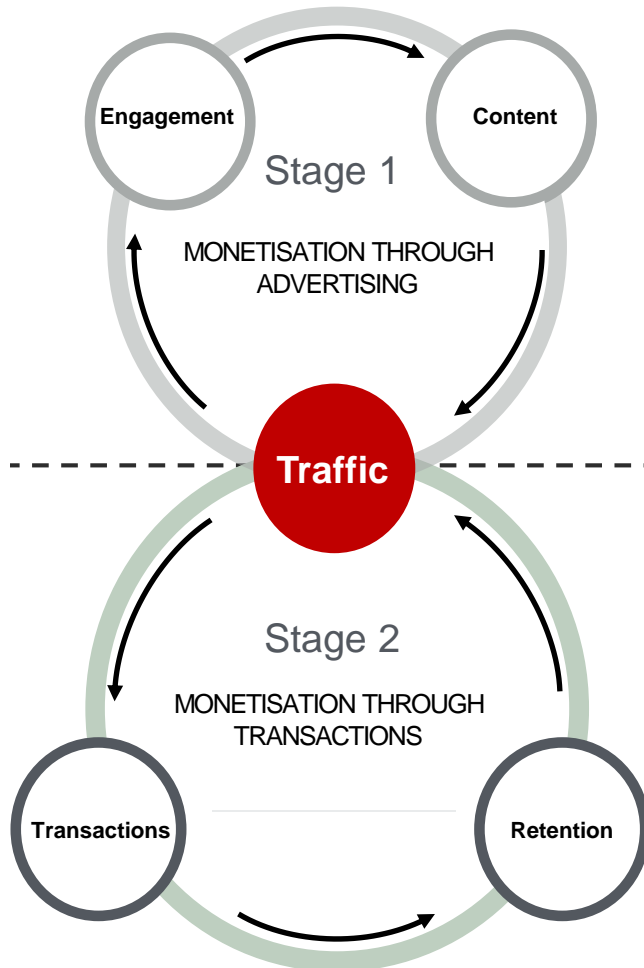 Engagement
Content
Stage 1
MONETISATION THROUGH
ADVERTISING
Traffic
Stage 2
MONETISATION THROUGH
TRANSACTIONS
Transactions
Retention